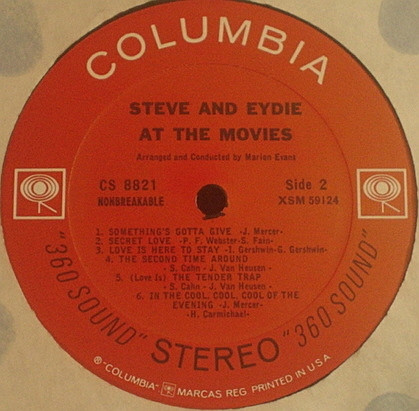 COLUMBIA
STEVE AND EYDIE
AT THE MOVIES
Arranged and Conducted by Marion Evans
CS 8821
NONBREAKABLE
Side 2
XSM 59124
1. SOMETHING'S GOTTA GIVE -J. Mercer-
2. SECRET LOVE -P. F. Webster-S. Fain-
3. LOVE IS HERE TO STAY -I. Gershwin-G. Gershwin-
4. THE SECOND TIME AROUND
-S. Cahn - J. Van Heusen -
5. (Love Is) THE TENDER TRAP
-S. Cahn - J. Van Heusen -
6. IN THE COOL, COOL, COOL OF THE
EVENING -J. Mercer-
-H. Carmichael-
"360 SOUND" STEREO "360 SOUND"
® "COLUMBIA", MARCAS REG. PRINTED IN U.S.A.